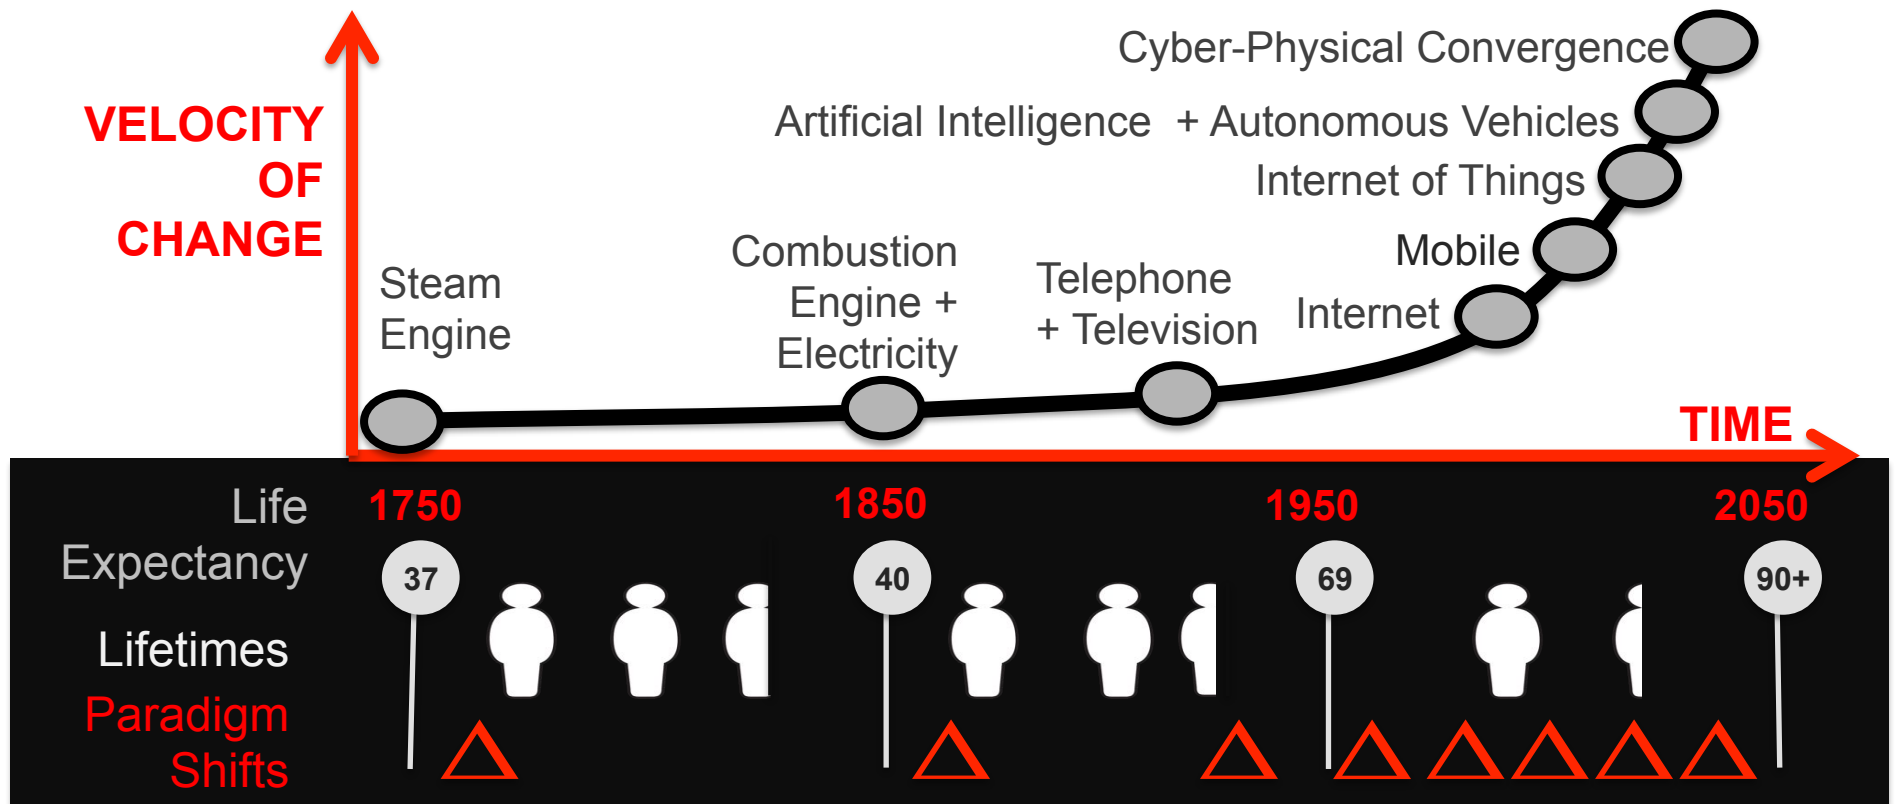 VELOCITY
OF
CHANGE
Steam
Engine
Combustion
Engine +
Electricity
Telephone
+ Television
Internet
Mobile
Internet of Things
Artificial Intelligence + Autonomous Vehicles
Cyber-Physical Convergence
TIME
Life
Expectancy
1750
1850
1950
2050
37
40
69
90+
Lifetimes
Paradigm
Shifts